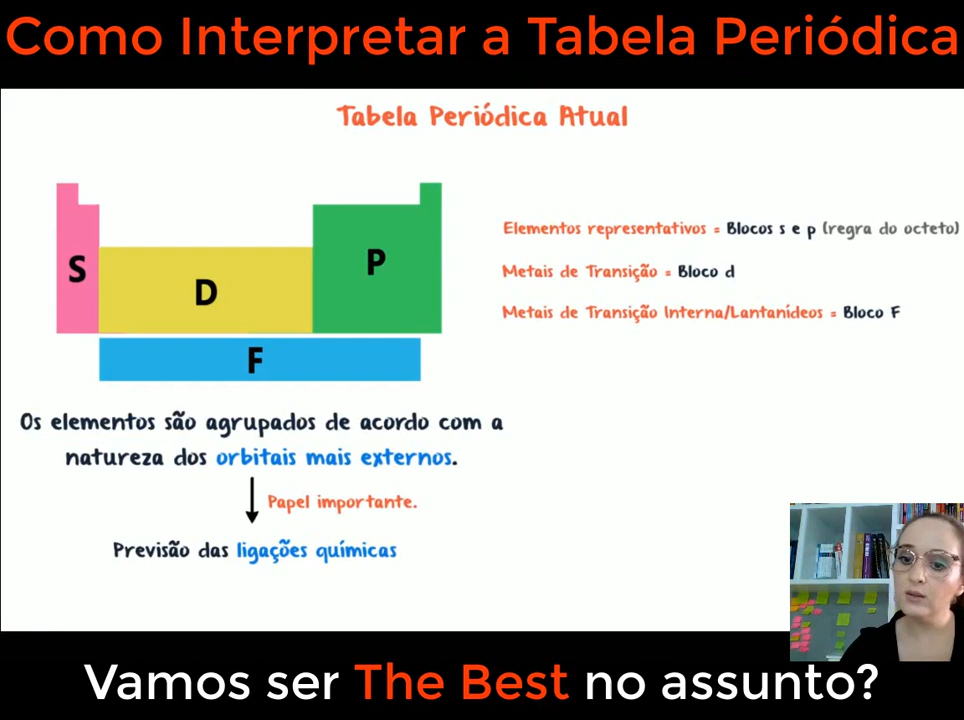 Como Interpretar a Tabela Periódica
Tabela Periódica Atual
S
D
P
F
Elementos representativos = Blocos s e p (regra do octeto)
Metais de Transição = Bloco d
Metais de Transição Interna/Lantanídeos = Bloco F
Os elementos são agrupados de acordo com a
natureza dos orbitais mais externos.
Papel importante.
Previsão das ligações químicas
Vamos ser The Best no assunto?